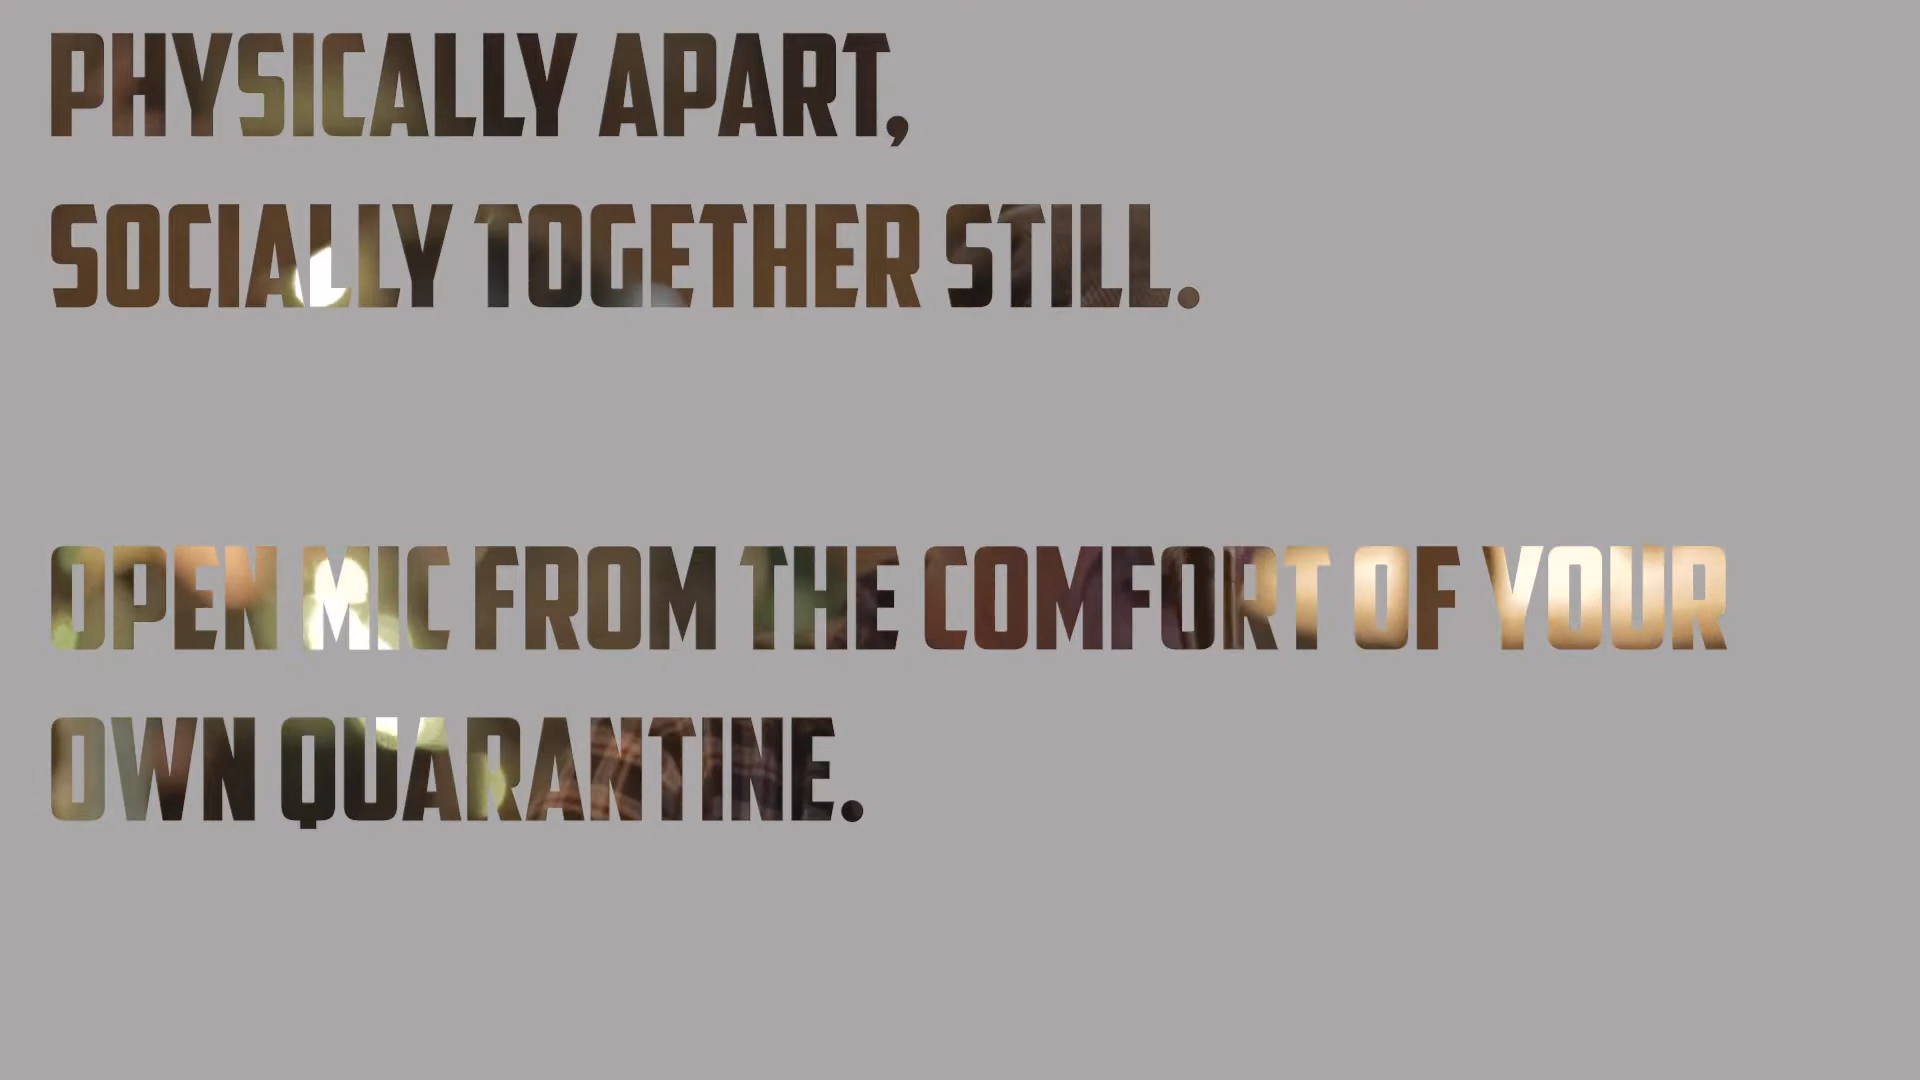 PHYSICALLY APART,
SOCIALLY TOGETHER STILL.
OPEN MIC FROM THE COMFORT OF YOUR
OWN QUARANTINE.